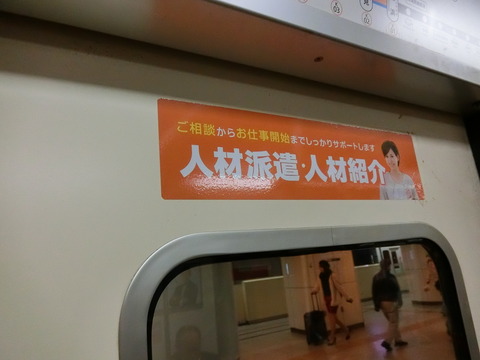 ご相談からお仕事開始までしっかりサポートします
人材派遣・人材紹介